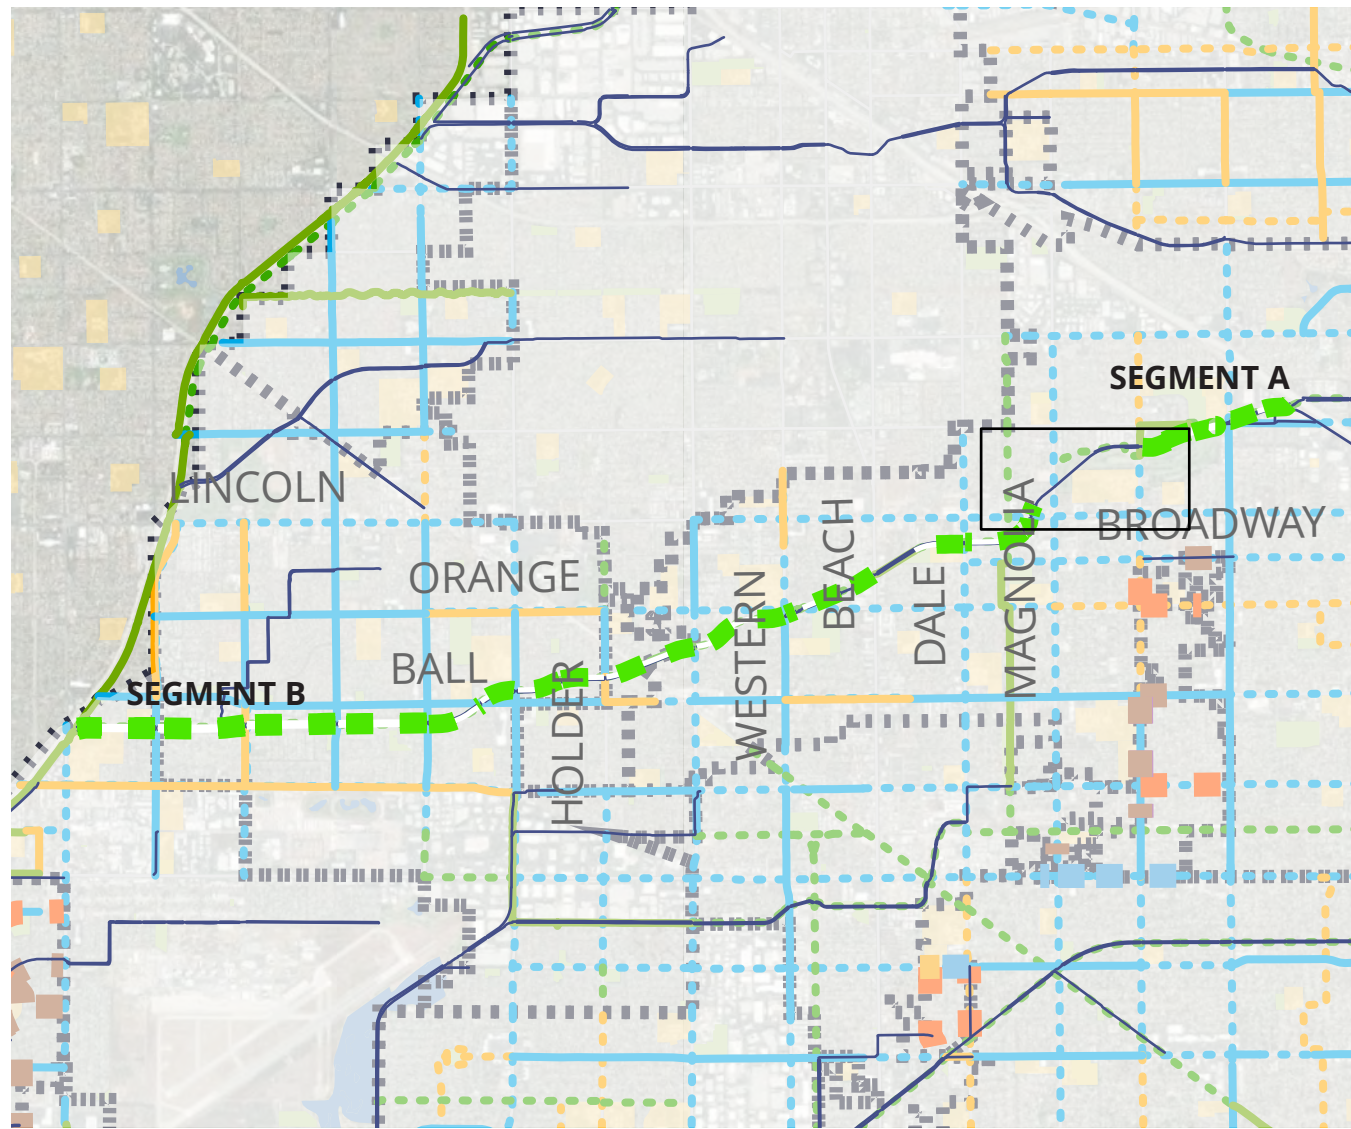 SEGMENT A
LINCOLN
MAGNOLIA
BROADWAY
BEACH
ORANGE
DALE
WESTERN
BALL
SEGMENT B
HOLDER